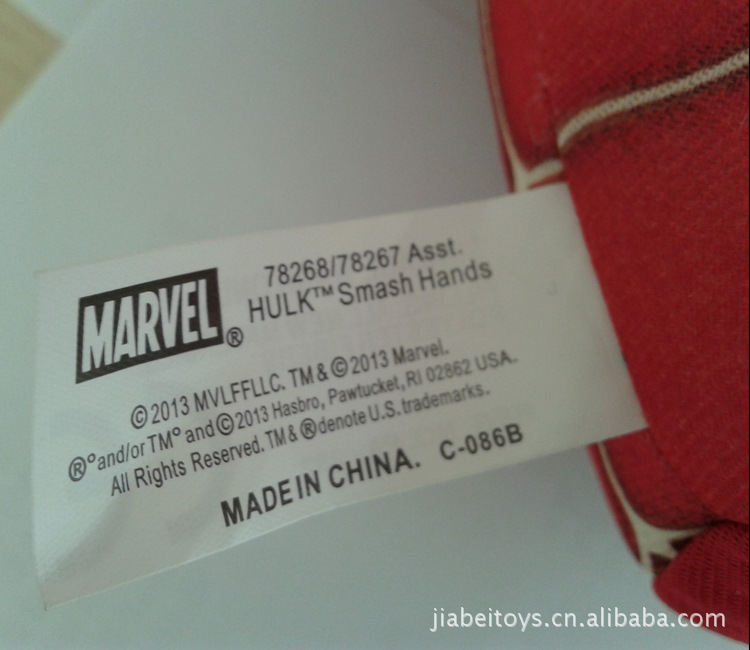 78268/78267 Asst.
MARVEL® HULK™ Smash Hands
©2013 MVLFFLLC. TM & ©2013 Marvel.
®° and/or TM° and ©2013 Hasbro, Pawtucket, RI 02862 USA.
All Rights Reserved. TM & ® denote U.S. trademarks.
MADE IN CHINA. C-086B
jiabeitoys.cn.alibaba.com